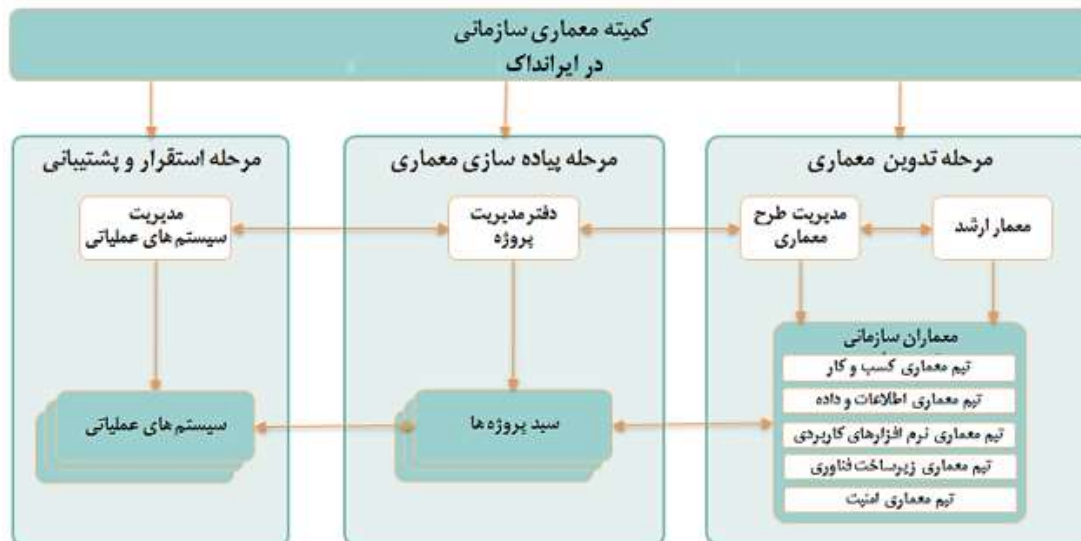 کمیته معماری سازمانی
در ایرانداک
مرحله تدوین معماری
معمار ارشد
مدیریت طرح
معماری
معماران سازمانی
تیم معماری کسب و کار
تیم معماری اطلاعات و داده
تیم معماری نرم افزارهای کاربردی
تیم معماری زیرساخت فناوری
تیم معماری امنیت
مرحله پیاده سازی معماری
دفتر مدیریت
پروژه
سبد پروژه ها
مرحله استقرار و پشتیبانی
مدیریت
سیستم های عملیاتی
سیستم های عملیاتی